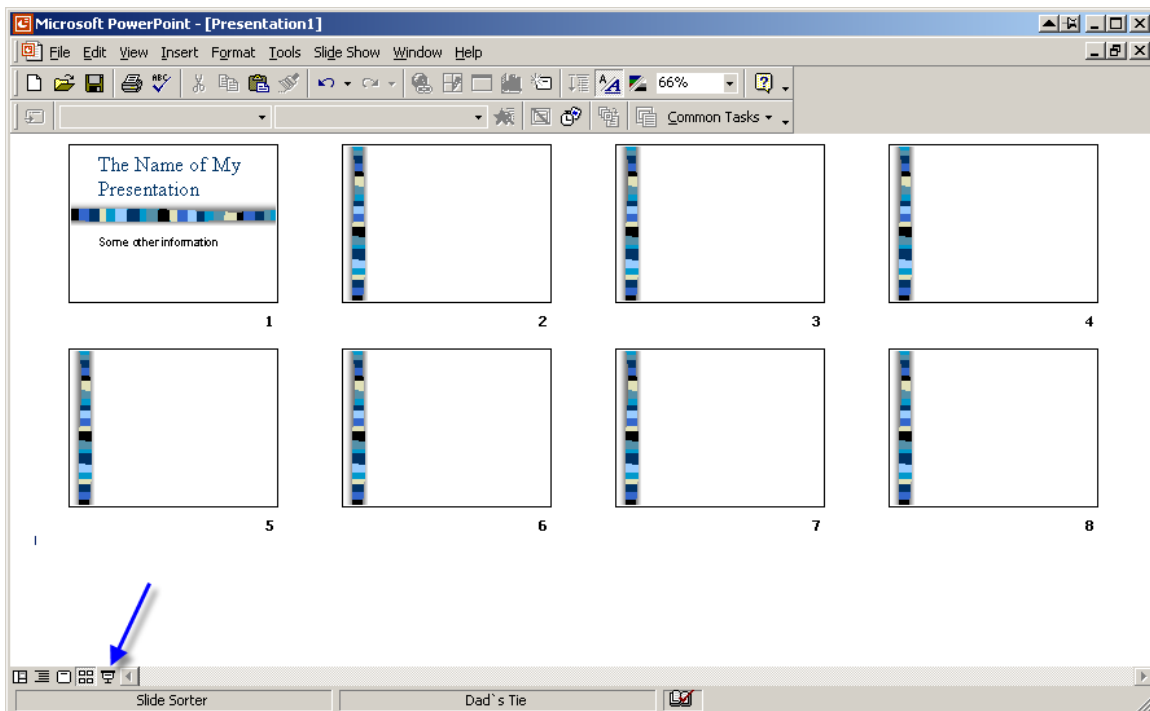 Microsoft PowerPoint - [Presentation1]
File Edit View Insert Format Tools Slide Show Window Help
ABC 66%
Common Tasks
The Name of My
Presentation
Some other information
1 2 3 4
5 6 7 8
Slide Sorter Dad`s Tie